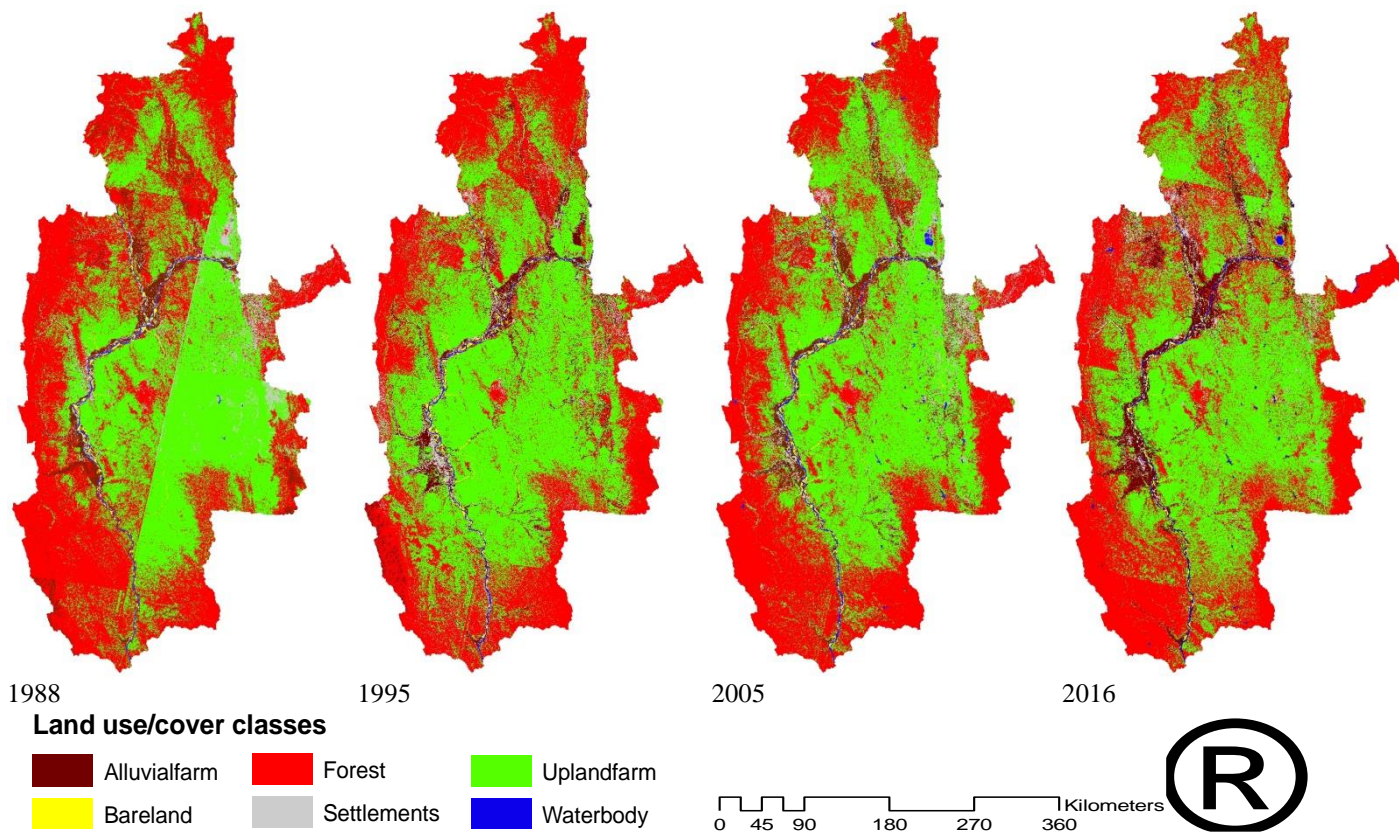 1988 1995 2005 2016
Land use/cover classes
Alluvialfarm Forest Uplandfarm
Bareland Settlements Waterbody
Kilometers
0 45 90 180 270 360
R